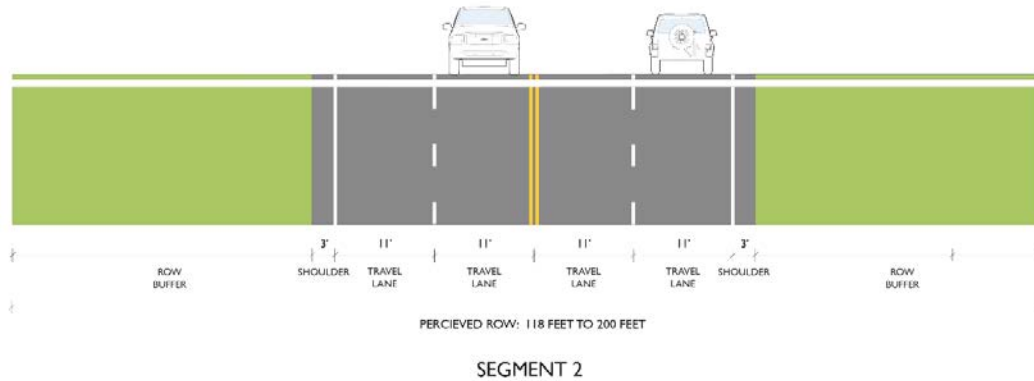 3' 11' 11' 11' 11' 3'
ROW BUFFER
SHOULDER
TRAVEL LANE
TRAVEL LANE
TRAVEL LANE
TRAVEL LANE
SHOULDER
ROW BUFFER
PERCIEVED ROW: 118 FEET TO 200 FEET
SEGMENT 2